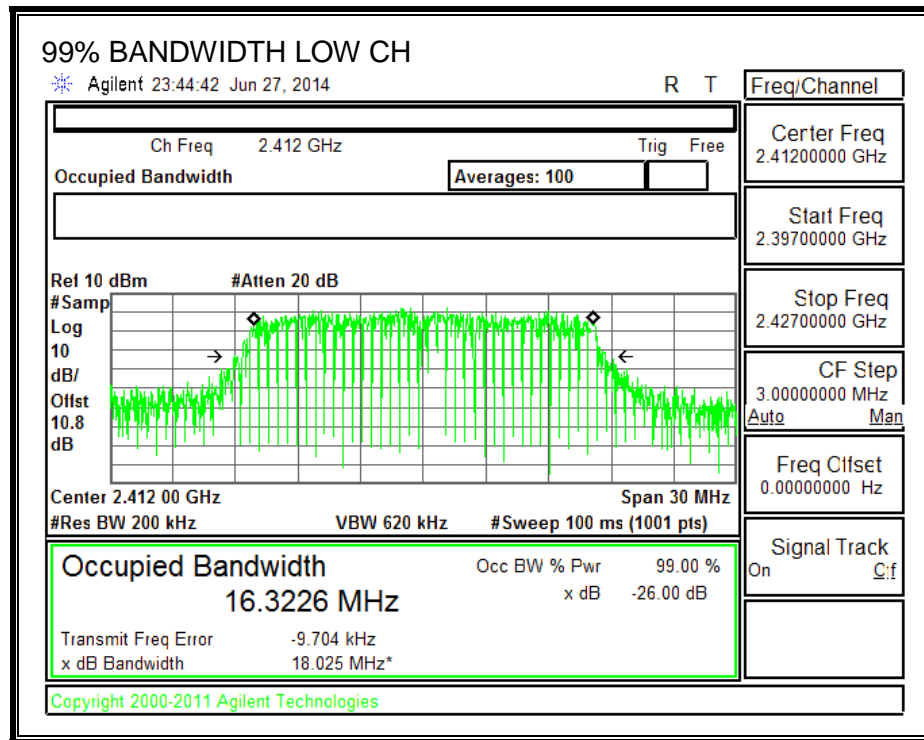 99% BANDWIDTH LOW CH
Agilent 23:44:42 Jun 27, 2014 R T
Freq/Channel
Ch Freq 2.412 GHz Trig Free
Occupied Bandwidth Averages: 100
Center Freq
2.41200000 GHz
Start Freq
2.39700000 GHz
Stop Freq
2.42700000 GHz
CF Step
3.00000000 MHz
Auto Man
Freq Offset
0.00000000 Hz
Signal Track
On Off
Ref 10 dBm #Atten 20 dB
#Samp
Log
10
dB/
Offst
10.8
dB
Center 2.412 00 GHz Span 30 MHz
#Res BW 200 kHz VBW 620 kHz #Sweep 100 ms (1001 pts)
Occupied Bandwidth Occ BW % Pwr 99.00 %
16.3226 MHz x dB -26.00 dB
Transmit Freq Error -9.704 kHz
x dB Bandwidth 18.025 MHz*
Copyright 2000-2011 Agilent Technologies